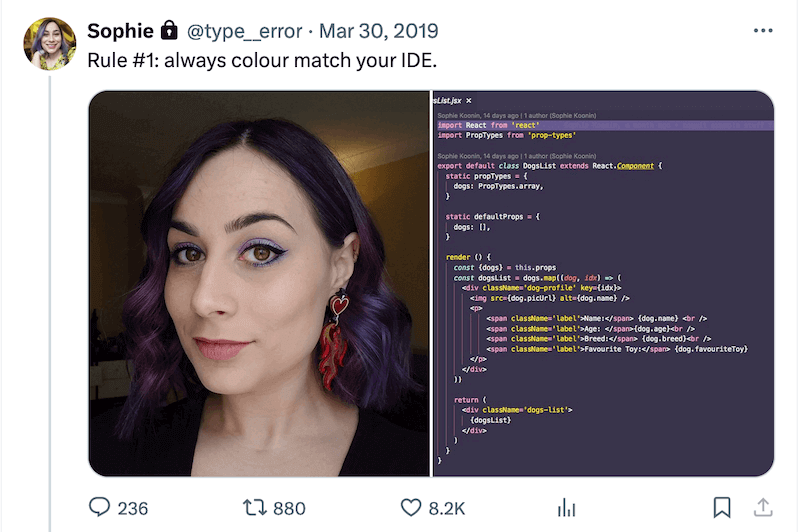 Sophie @type__error · Mar 30, 2019
Rule #1: always colour match your IDE.
sList.jsx ×
Sophie Koonin, 14 days ago | 1 author (Sophie Koonin)
import React from 'react'
import PropTypes from 'prop-types'
Sophie Koonin, 14 days ago | 1 author (Sophie Koonin)
export default class DogsList extends React.Component {
static propTypes = {
dogs: PropTypes.array,
}
static defaultProps = {
dogs: [],
}
render () {
const {dogs} = this.props
const dogsList = dogs.map((dog, idx) => (
<div className='dog-profile' key={idx}>
<img src={dog.picUrl} alt={dog.name} />
<p>
<span className='label'>Name:</span> {dog.name} <br />
<span className='label'>Age: </span>{dog.age}<br />
<span className='label'>Breed:</span> {dog.breed}<br />
<span className='label'>Favourite Toy:</span> {dog.favouriteToy}
</p>
</div>
))
return (
<div className='dogs-list'>
{dogsList}
</div>
)
}
}
236 880 8.2K